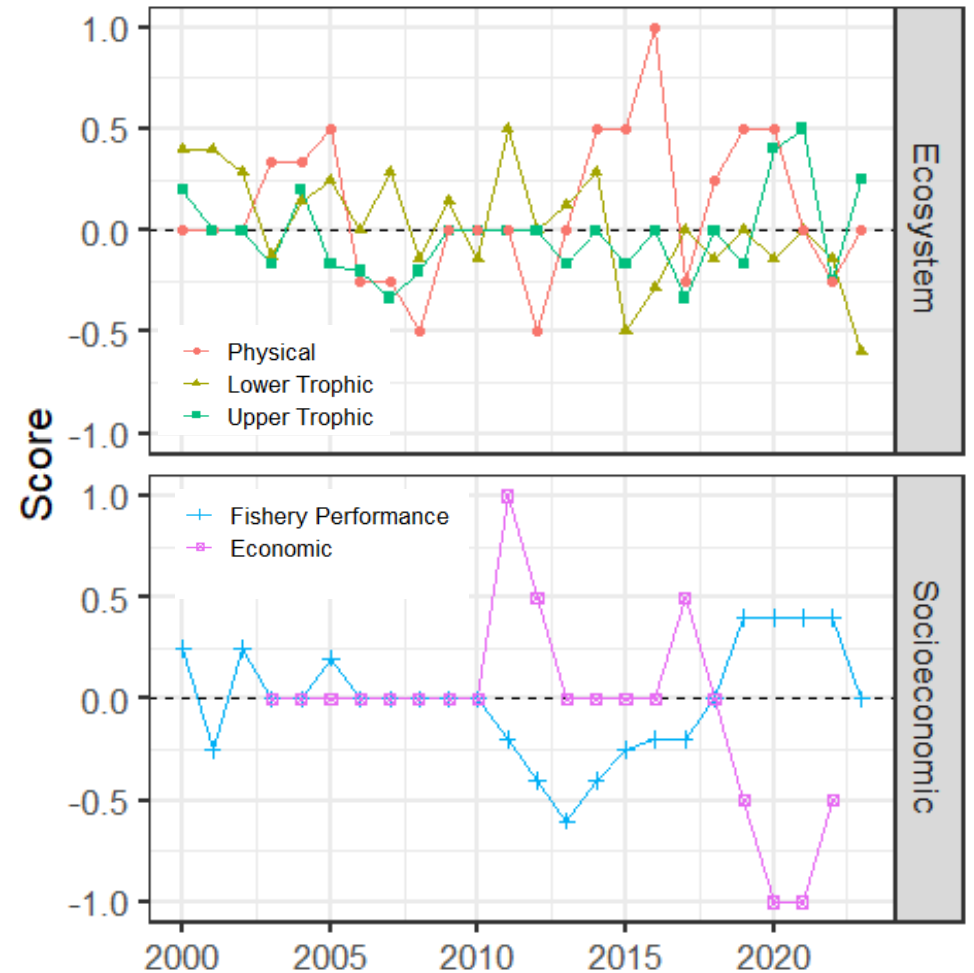 Score
1.0
0.5
0.0
-0.5
-1.0
Physical
Lower Trophic
Upper Trophic
Ecosystem
1.0
0.5
0.0
-0.5
-1.0
Fishery Performance
Economic
Socioeconomic
2000 2005 2010 2015 2020